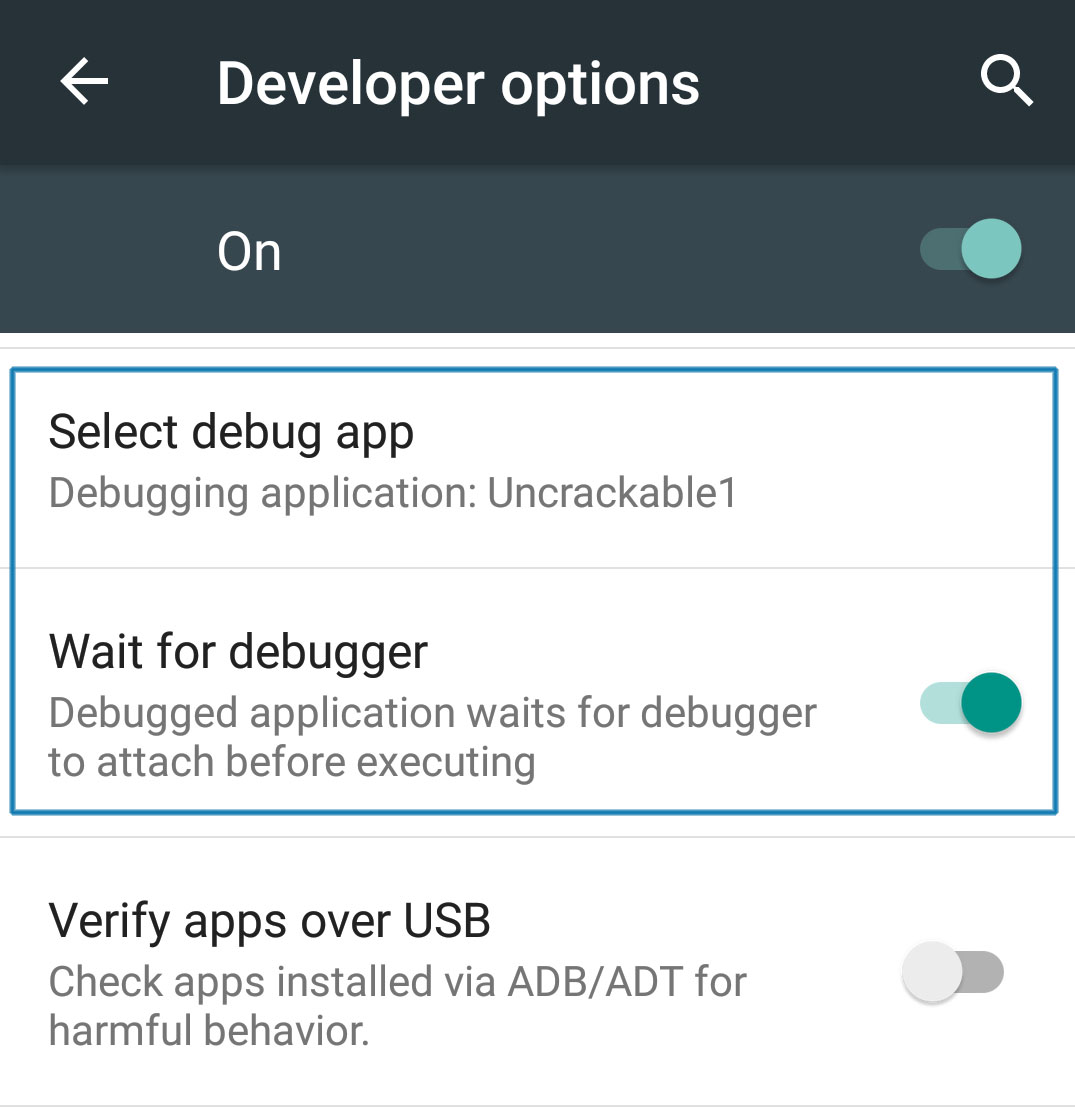 Developer options
On
Select debug app
Debugging application: Uncrackable1
Wait for debugger
Debugged application waits for debugger
to attach before executing
Verify apps over USB
Check apps installed via ADB/ADT for
harmful behavior.